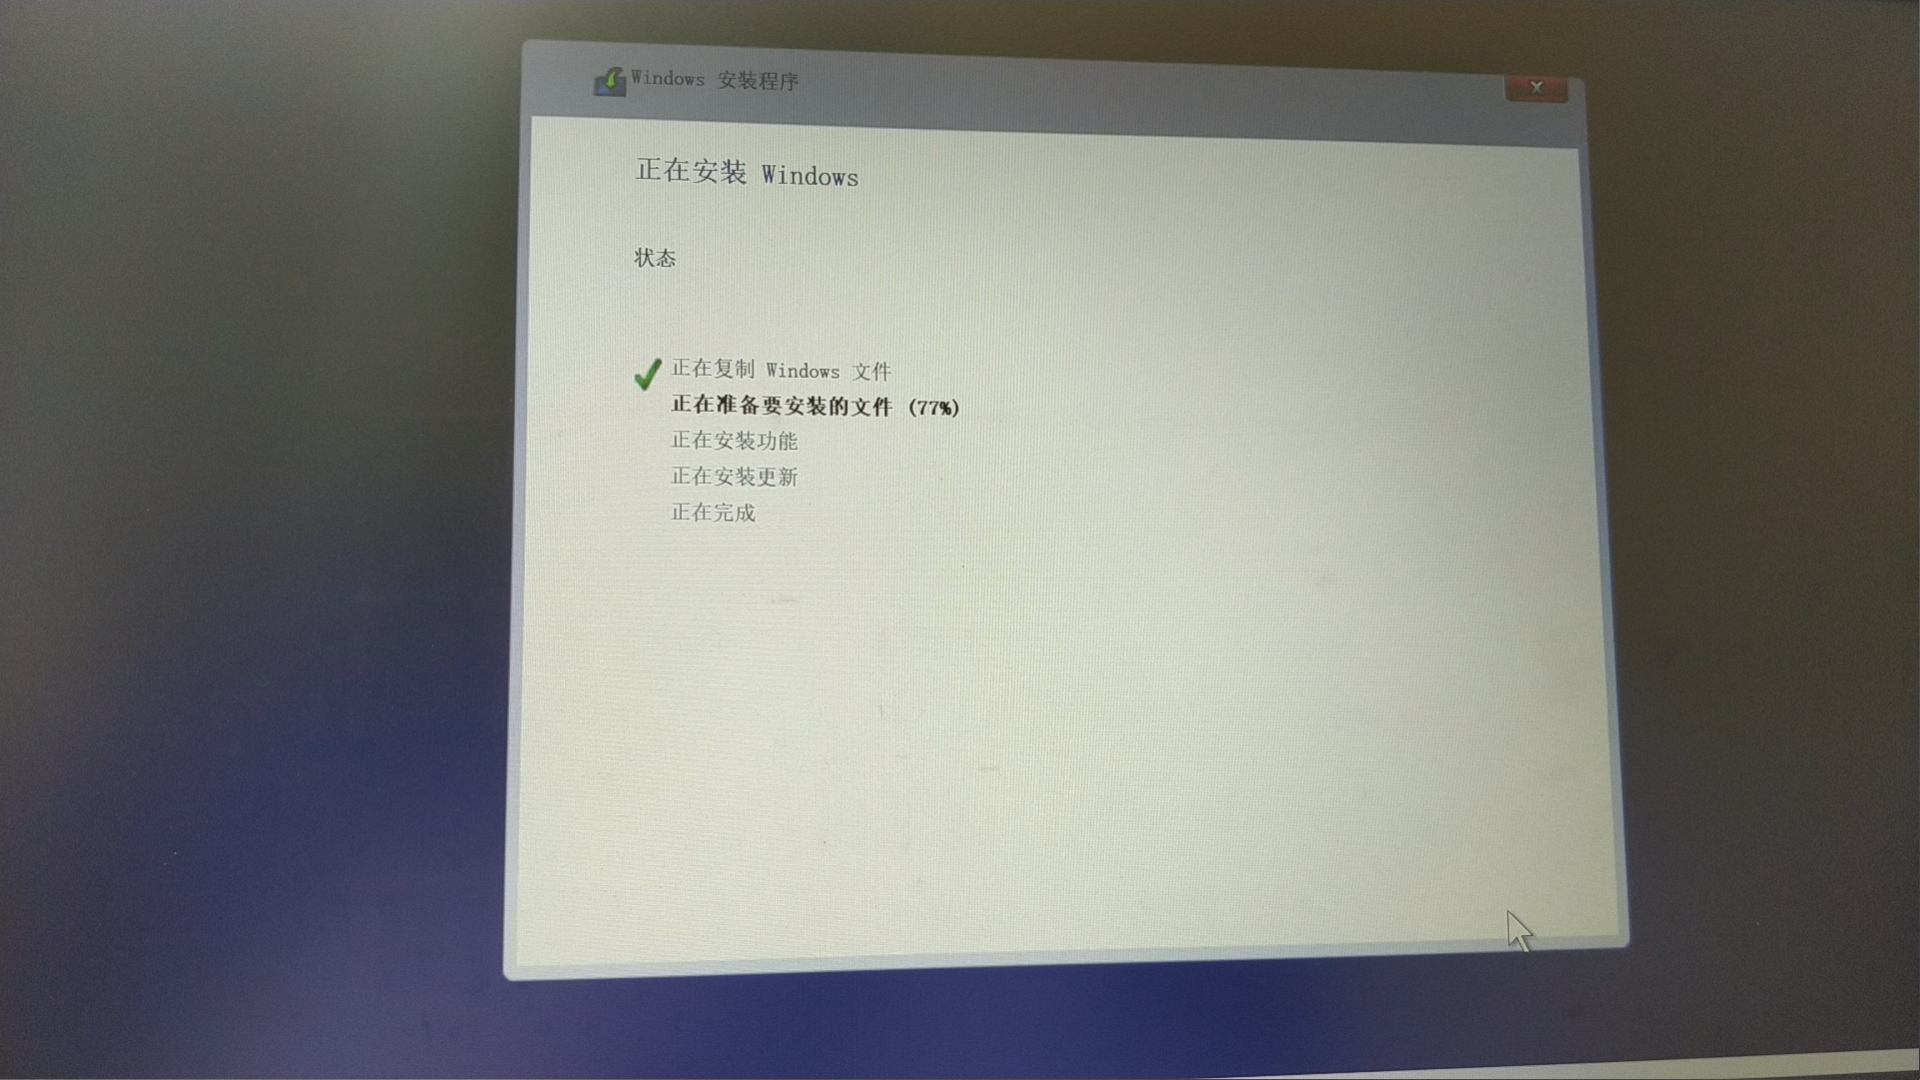 Windows 安装程序
正在安装 Windows
状态
正在复制 Windows 文件
正在准备要安装的文件 (77%)
正在安装功能
正在安装更新
正在完成